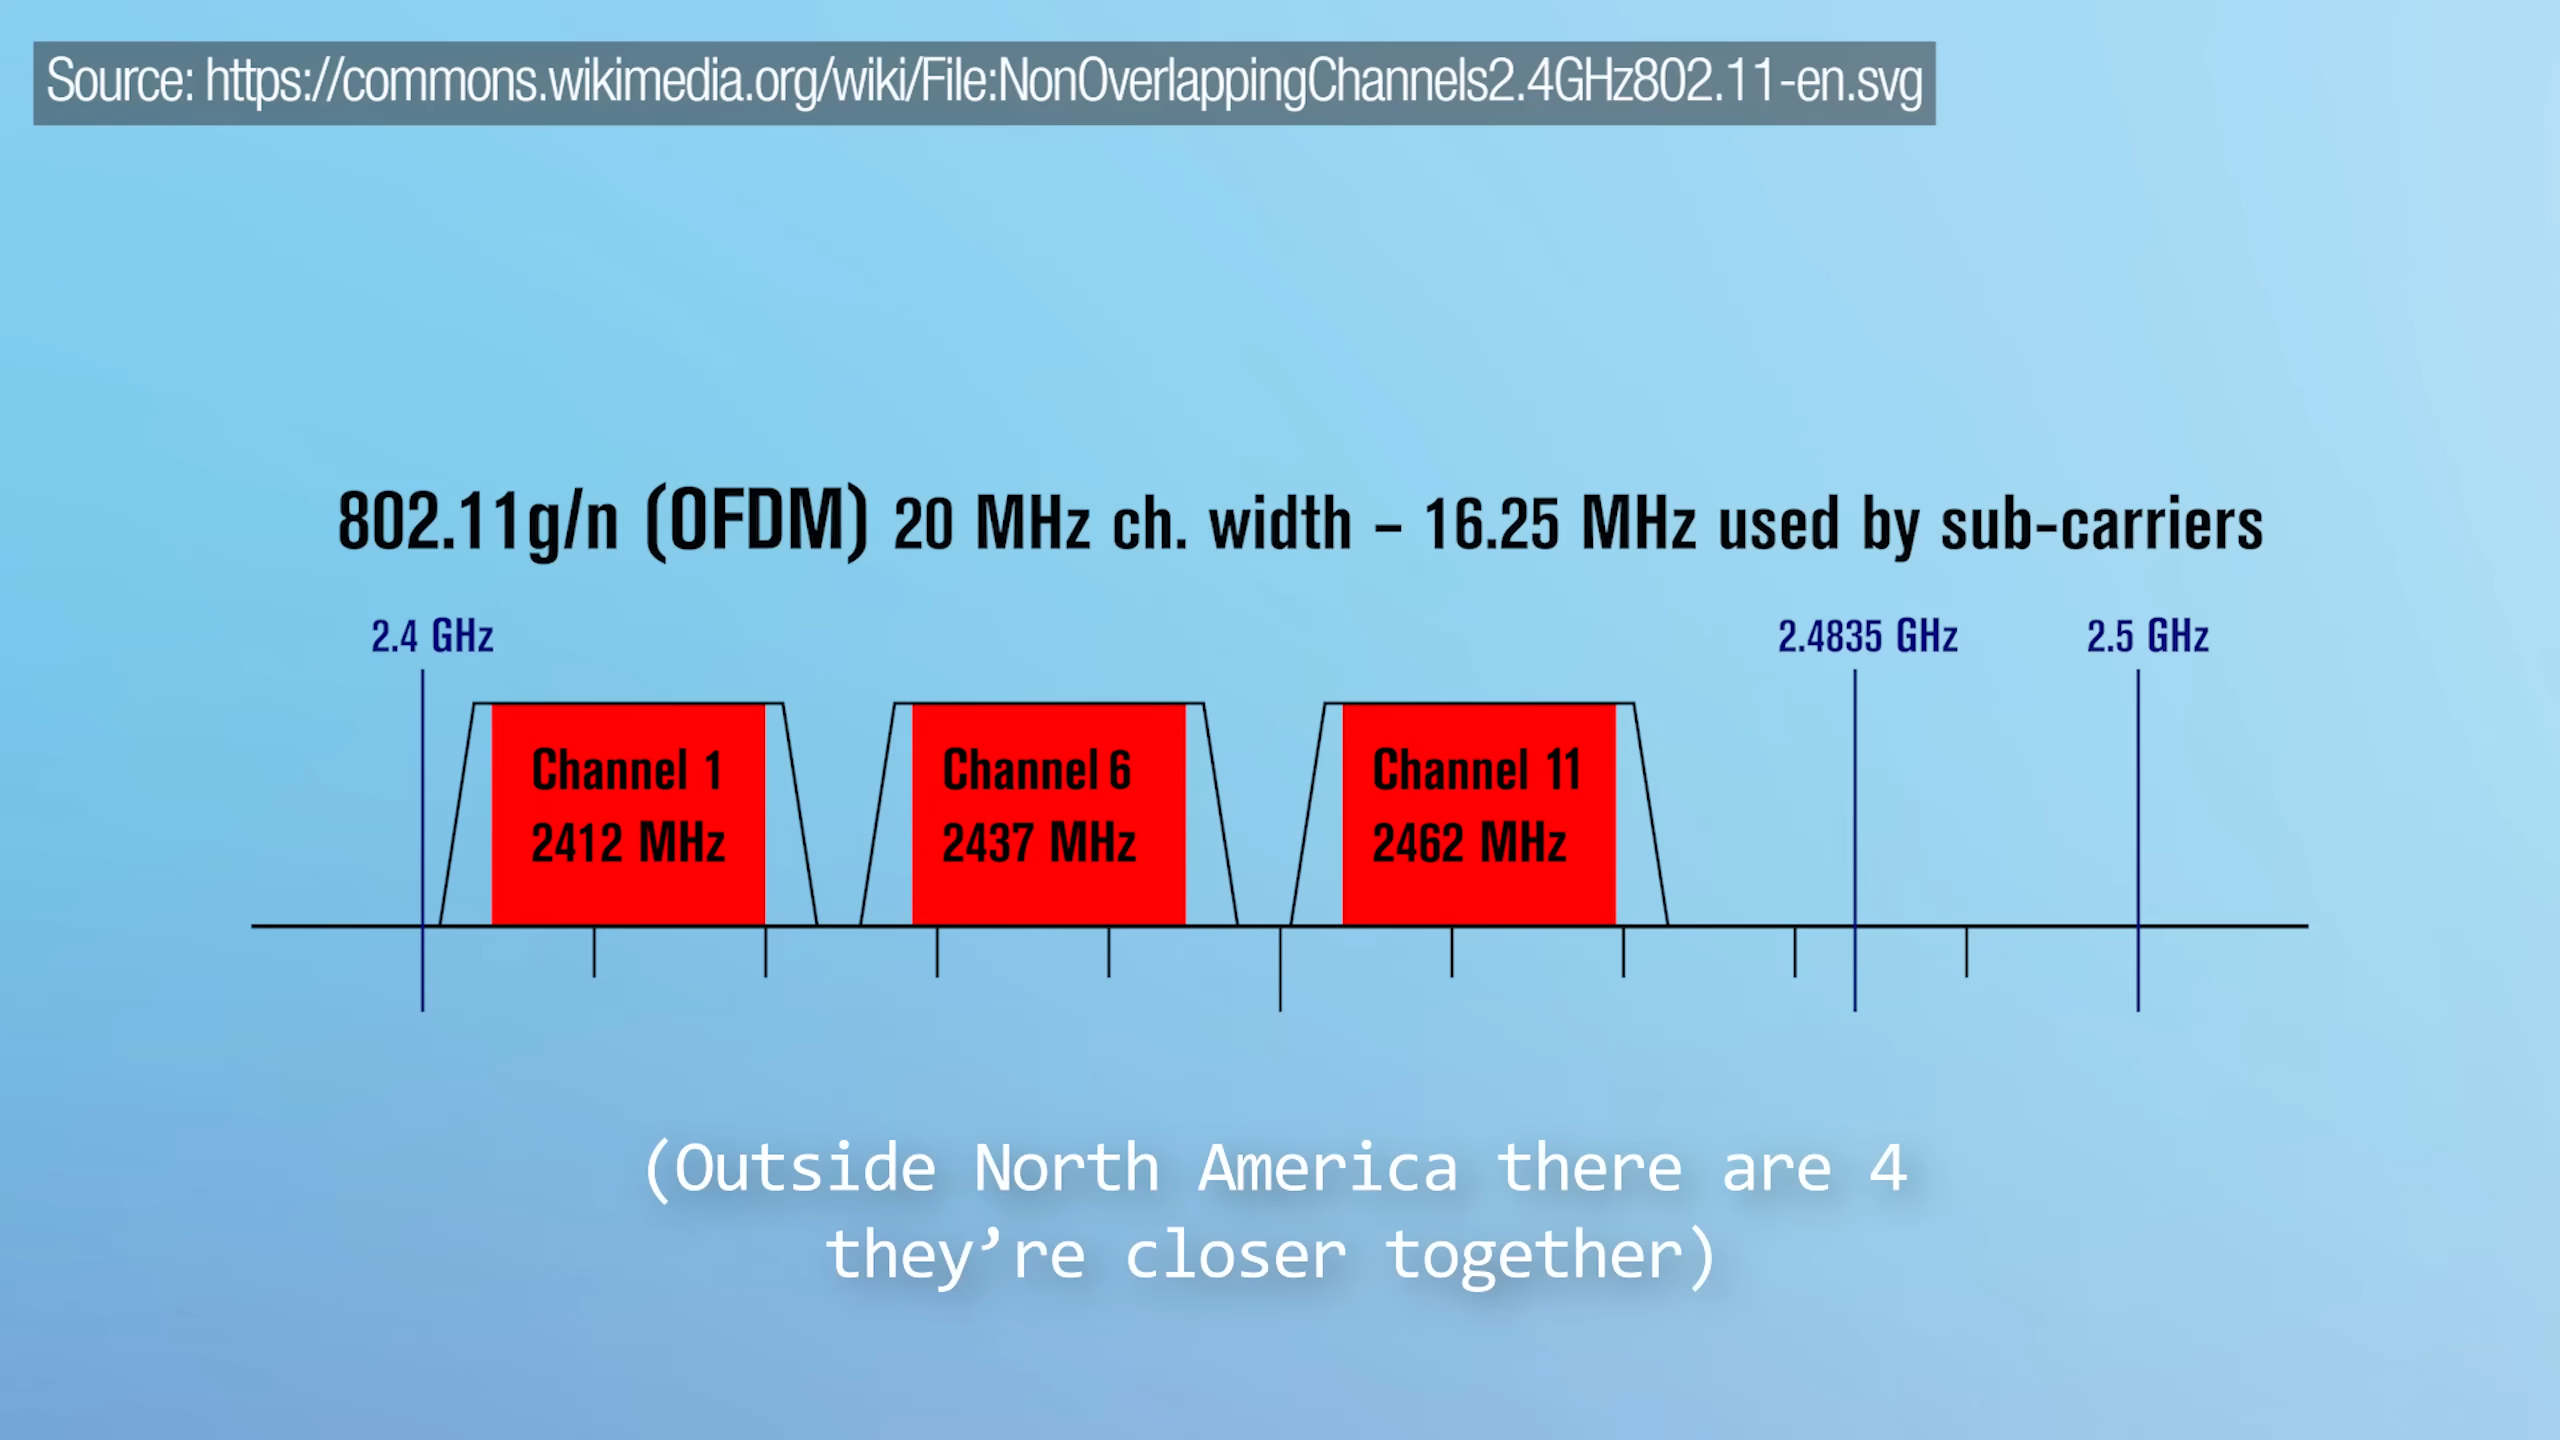 Source: https://commons.wikimedia.org/wiki/File:NonOverlappingChannels2.4GHz802.11-en.svg
802.11g/n (OFDM) 20 MHz ch. width – 16.25 MHz used by sub-carriers
2.4 GHz
2.4835 GHz
2.5 GHz
Channel 1
2412 MHz
Channel 6
2437 MHz
Channel 11
2462 MHz
(Outside North America there are 4
they’re closer together)